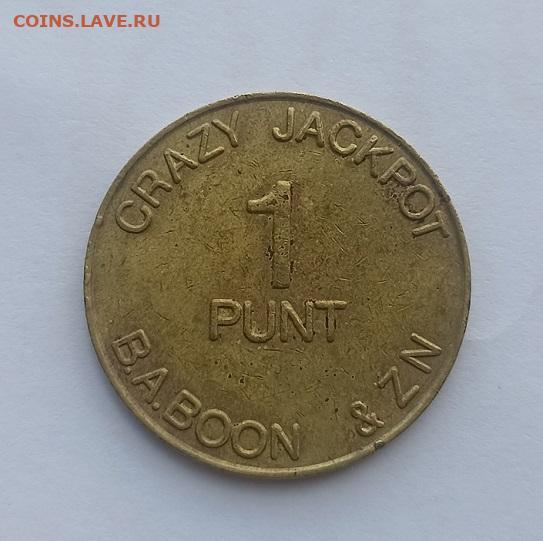 COINS.LAVE.RU
CRAZY JACKPOT
1
PUNT
B.A.BOON & ZN